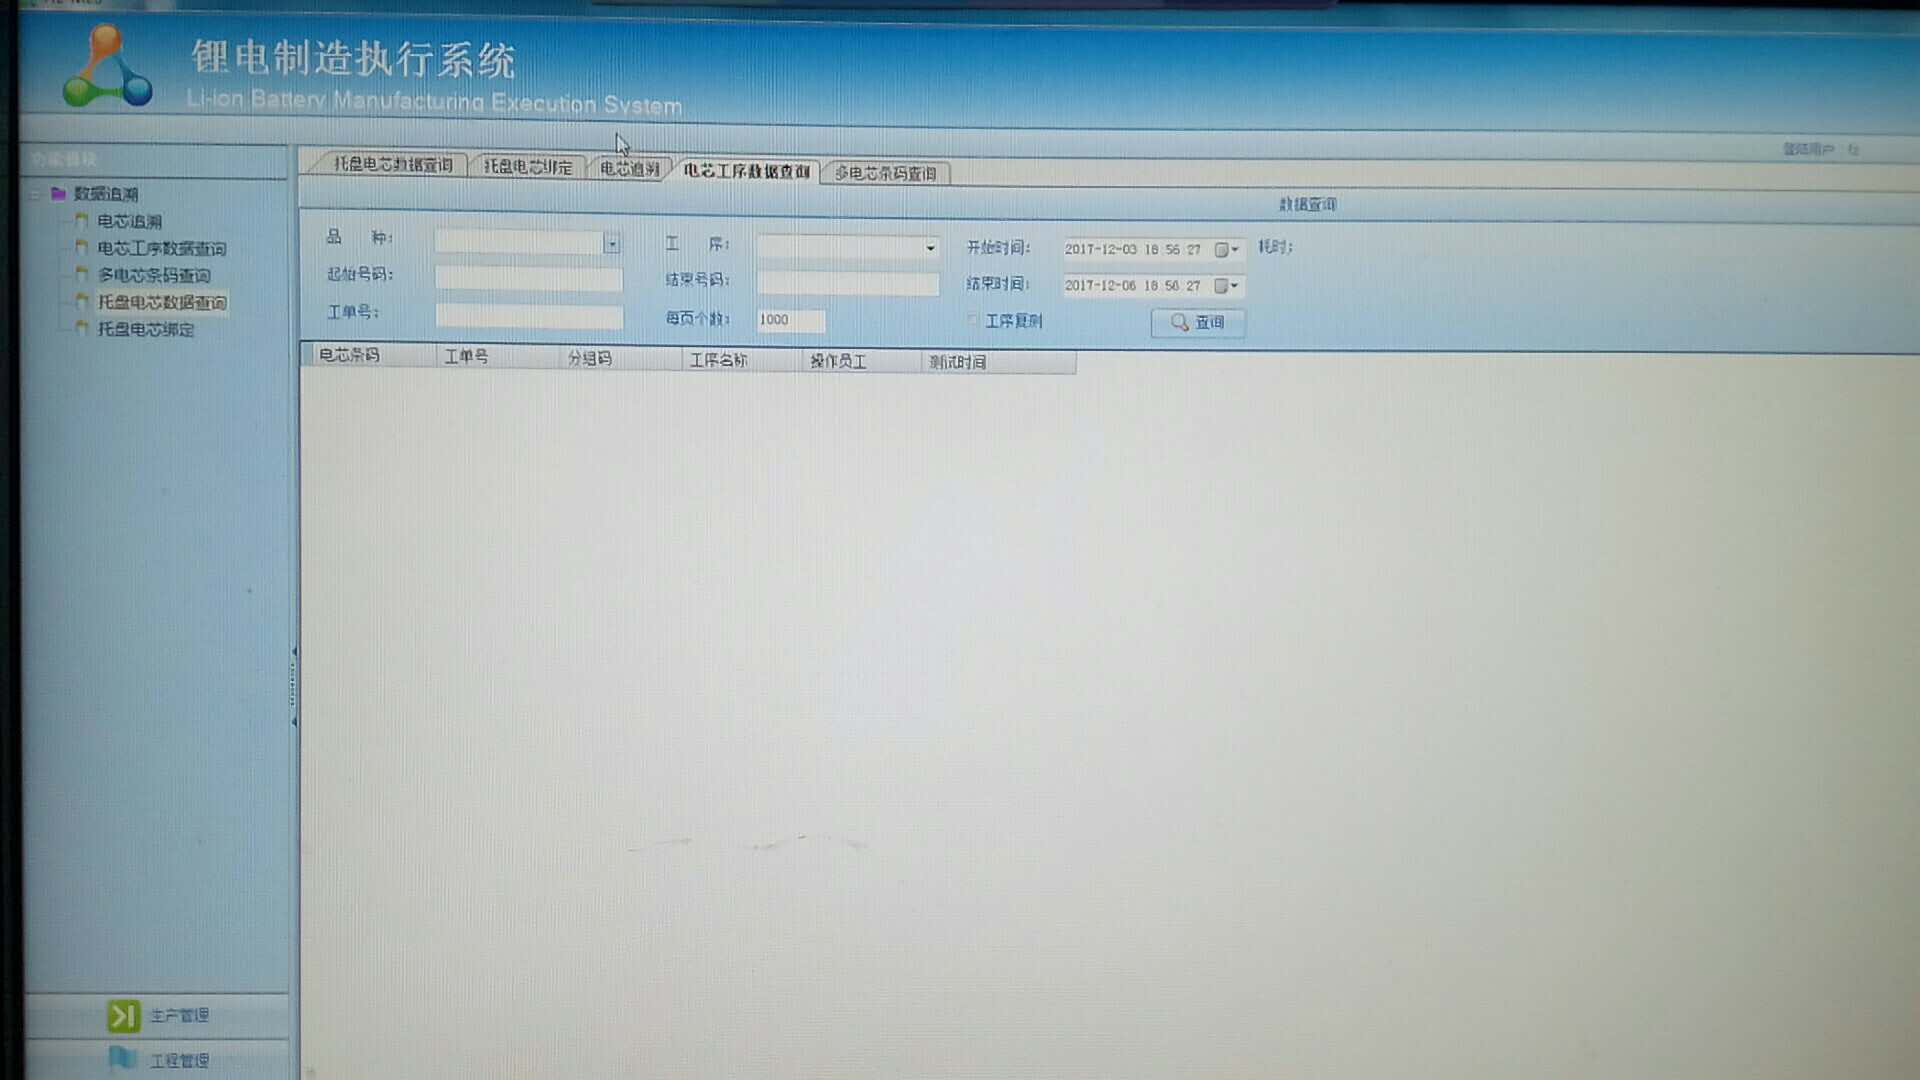 锂电制造执行系统
Li-ion Battery Manufacturing Execution System
功能模块
登陆用户
托盘电芯数据查询 托盘电芯绑定 电芯追溯 电芯工序数据查询 多电芯条码查询
数据查询
数据追溯
电芯追溯
电芯工序数据查询
多电芯条码查询
托盘电芯数据查询
托盘电芯绑定
品 种: 工 序: 开始时间: 2017-12-03 18 56 27 耗时:
起始号码: 结束号码: 结束时间: 2017-12-06 18 56 27
工单号: 每页个数: 1000 工序复测 查询
电芯条码 工单号 分组码 工序名称 操作员工 测试时间
生产管理
工程管理